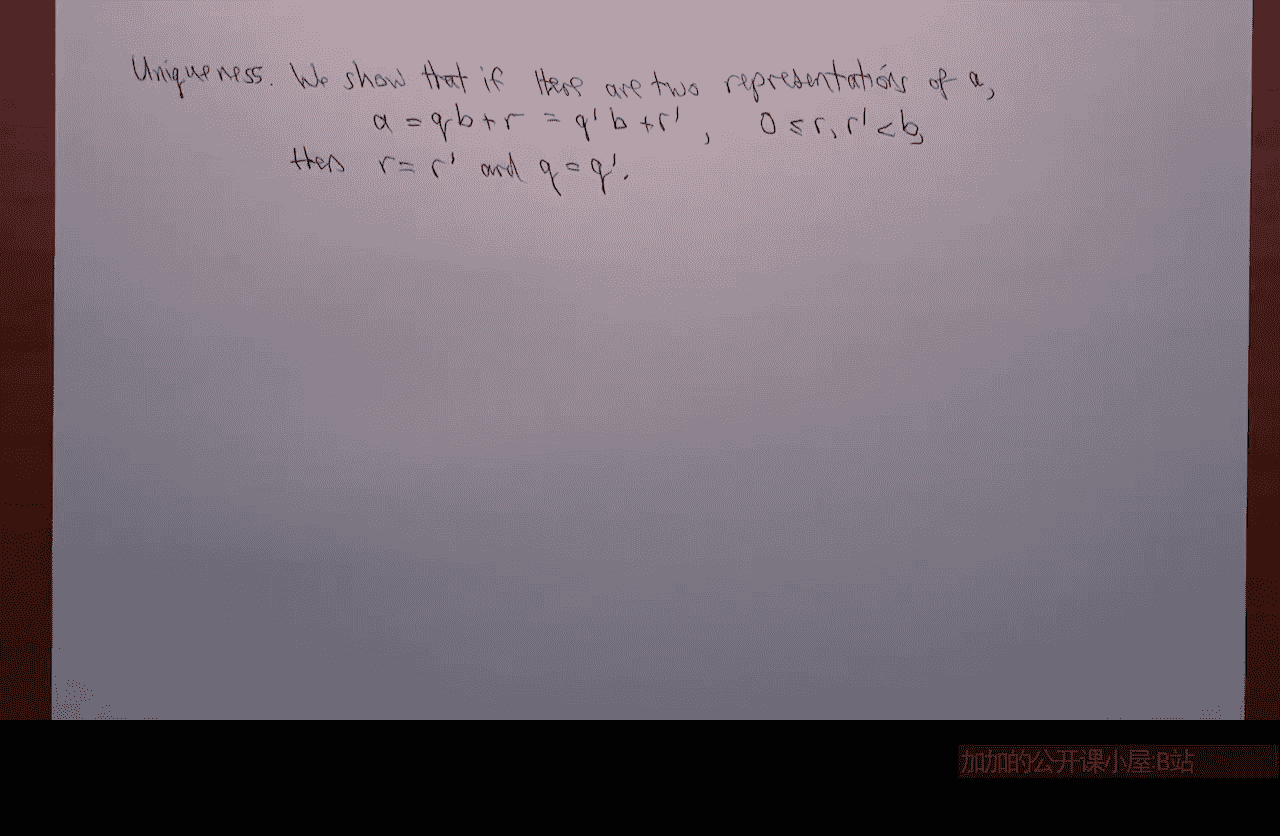 Uniqueness. We show that if there are two representations of a,
a = qb + r = q'b + r', 0 ≤ r, r' < b,
then r = r' and q = q'.
加加的公开课小屋:B站